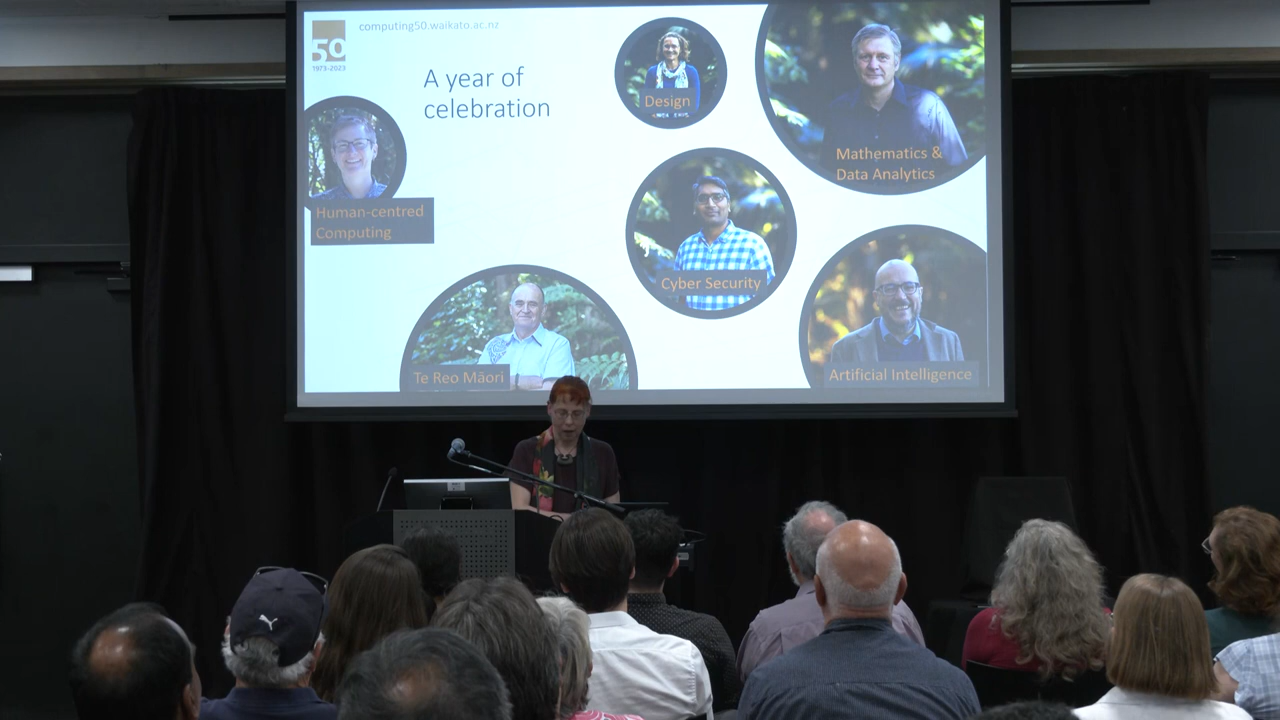 50
1973-2023
computing50.waikato.ac.nz
A year of
celebration
Design
Mathematics &
Data Analytics
Human-centred
Computing
Cyber Security
Te Reo Māori
Artificial Intelligence